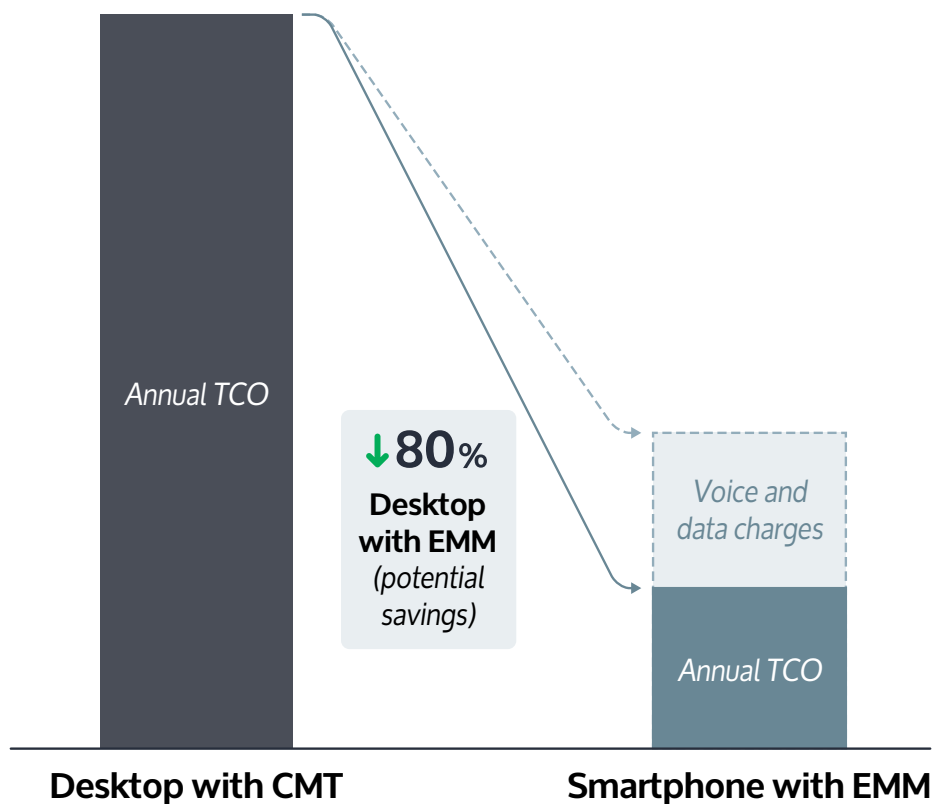 Annual TCO
↓80%
Desktop
with EMM
(potential
savings)
Voice and
data charges
Annual TCO
Desktop with CMT
Smartphone with EMM